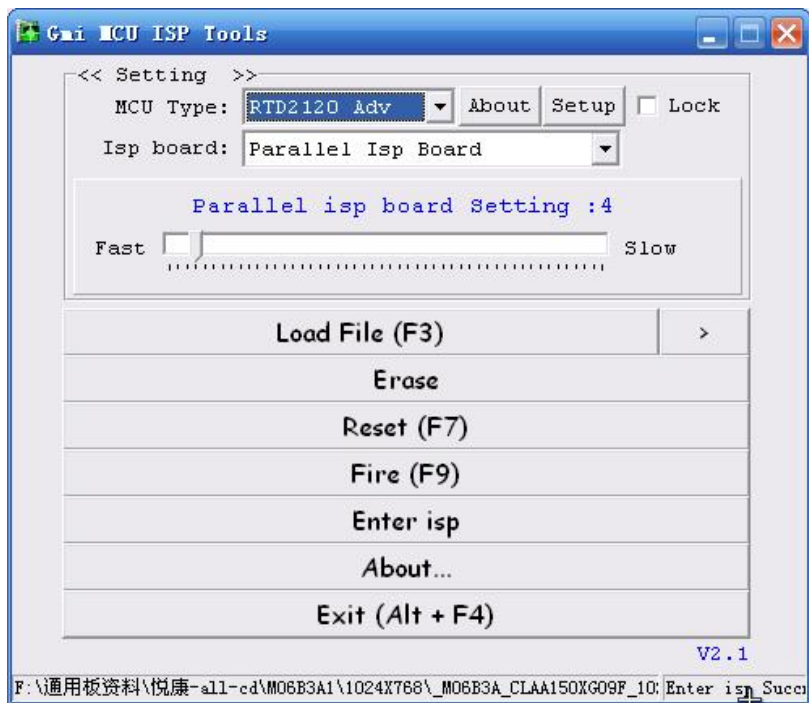 Gmi MCU ISP Tools
<< Setting >>
MCU Type: RTD2120 Adv About Setup Lock
Isp board: Parallel Isp Board
Parallel isp board Setting :4
Fast Slow
Load File (F3) >
Erase
Reset (F7)
Fire (F9)
Enter isp
About...
Exit (Alt + F4)
V2.1
F:\通用板资料\悦康-all-cd\M06B3A1\1024X768\_M06B3A_CLAA150XG09F_10 Enter isp